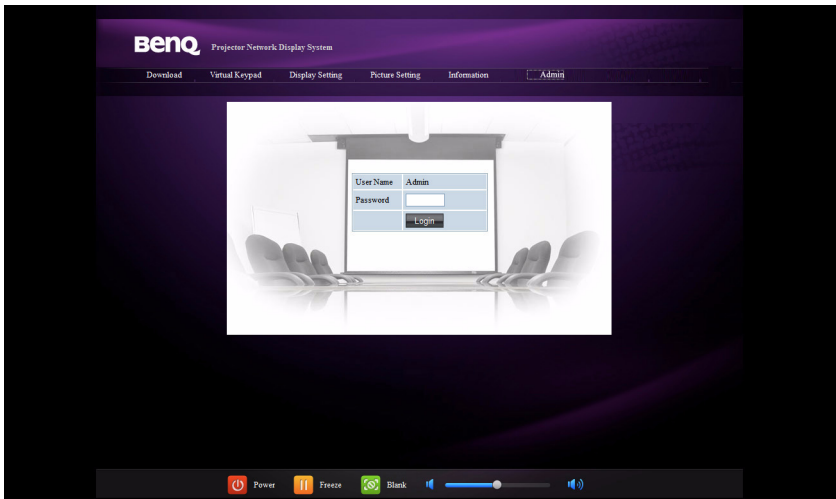 BenQ Projector Network Display System
Download Virtual Keypad Display Setting Picture Setting Information Admin
User Name Admin
Password
Login
Power Freeze Blank